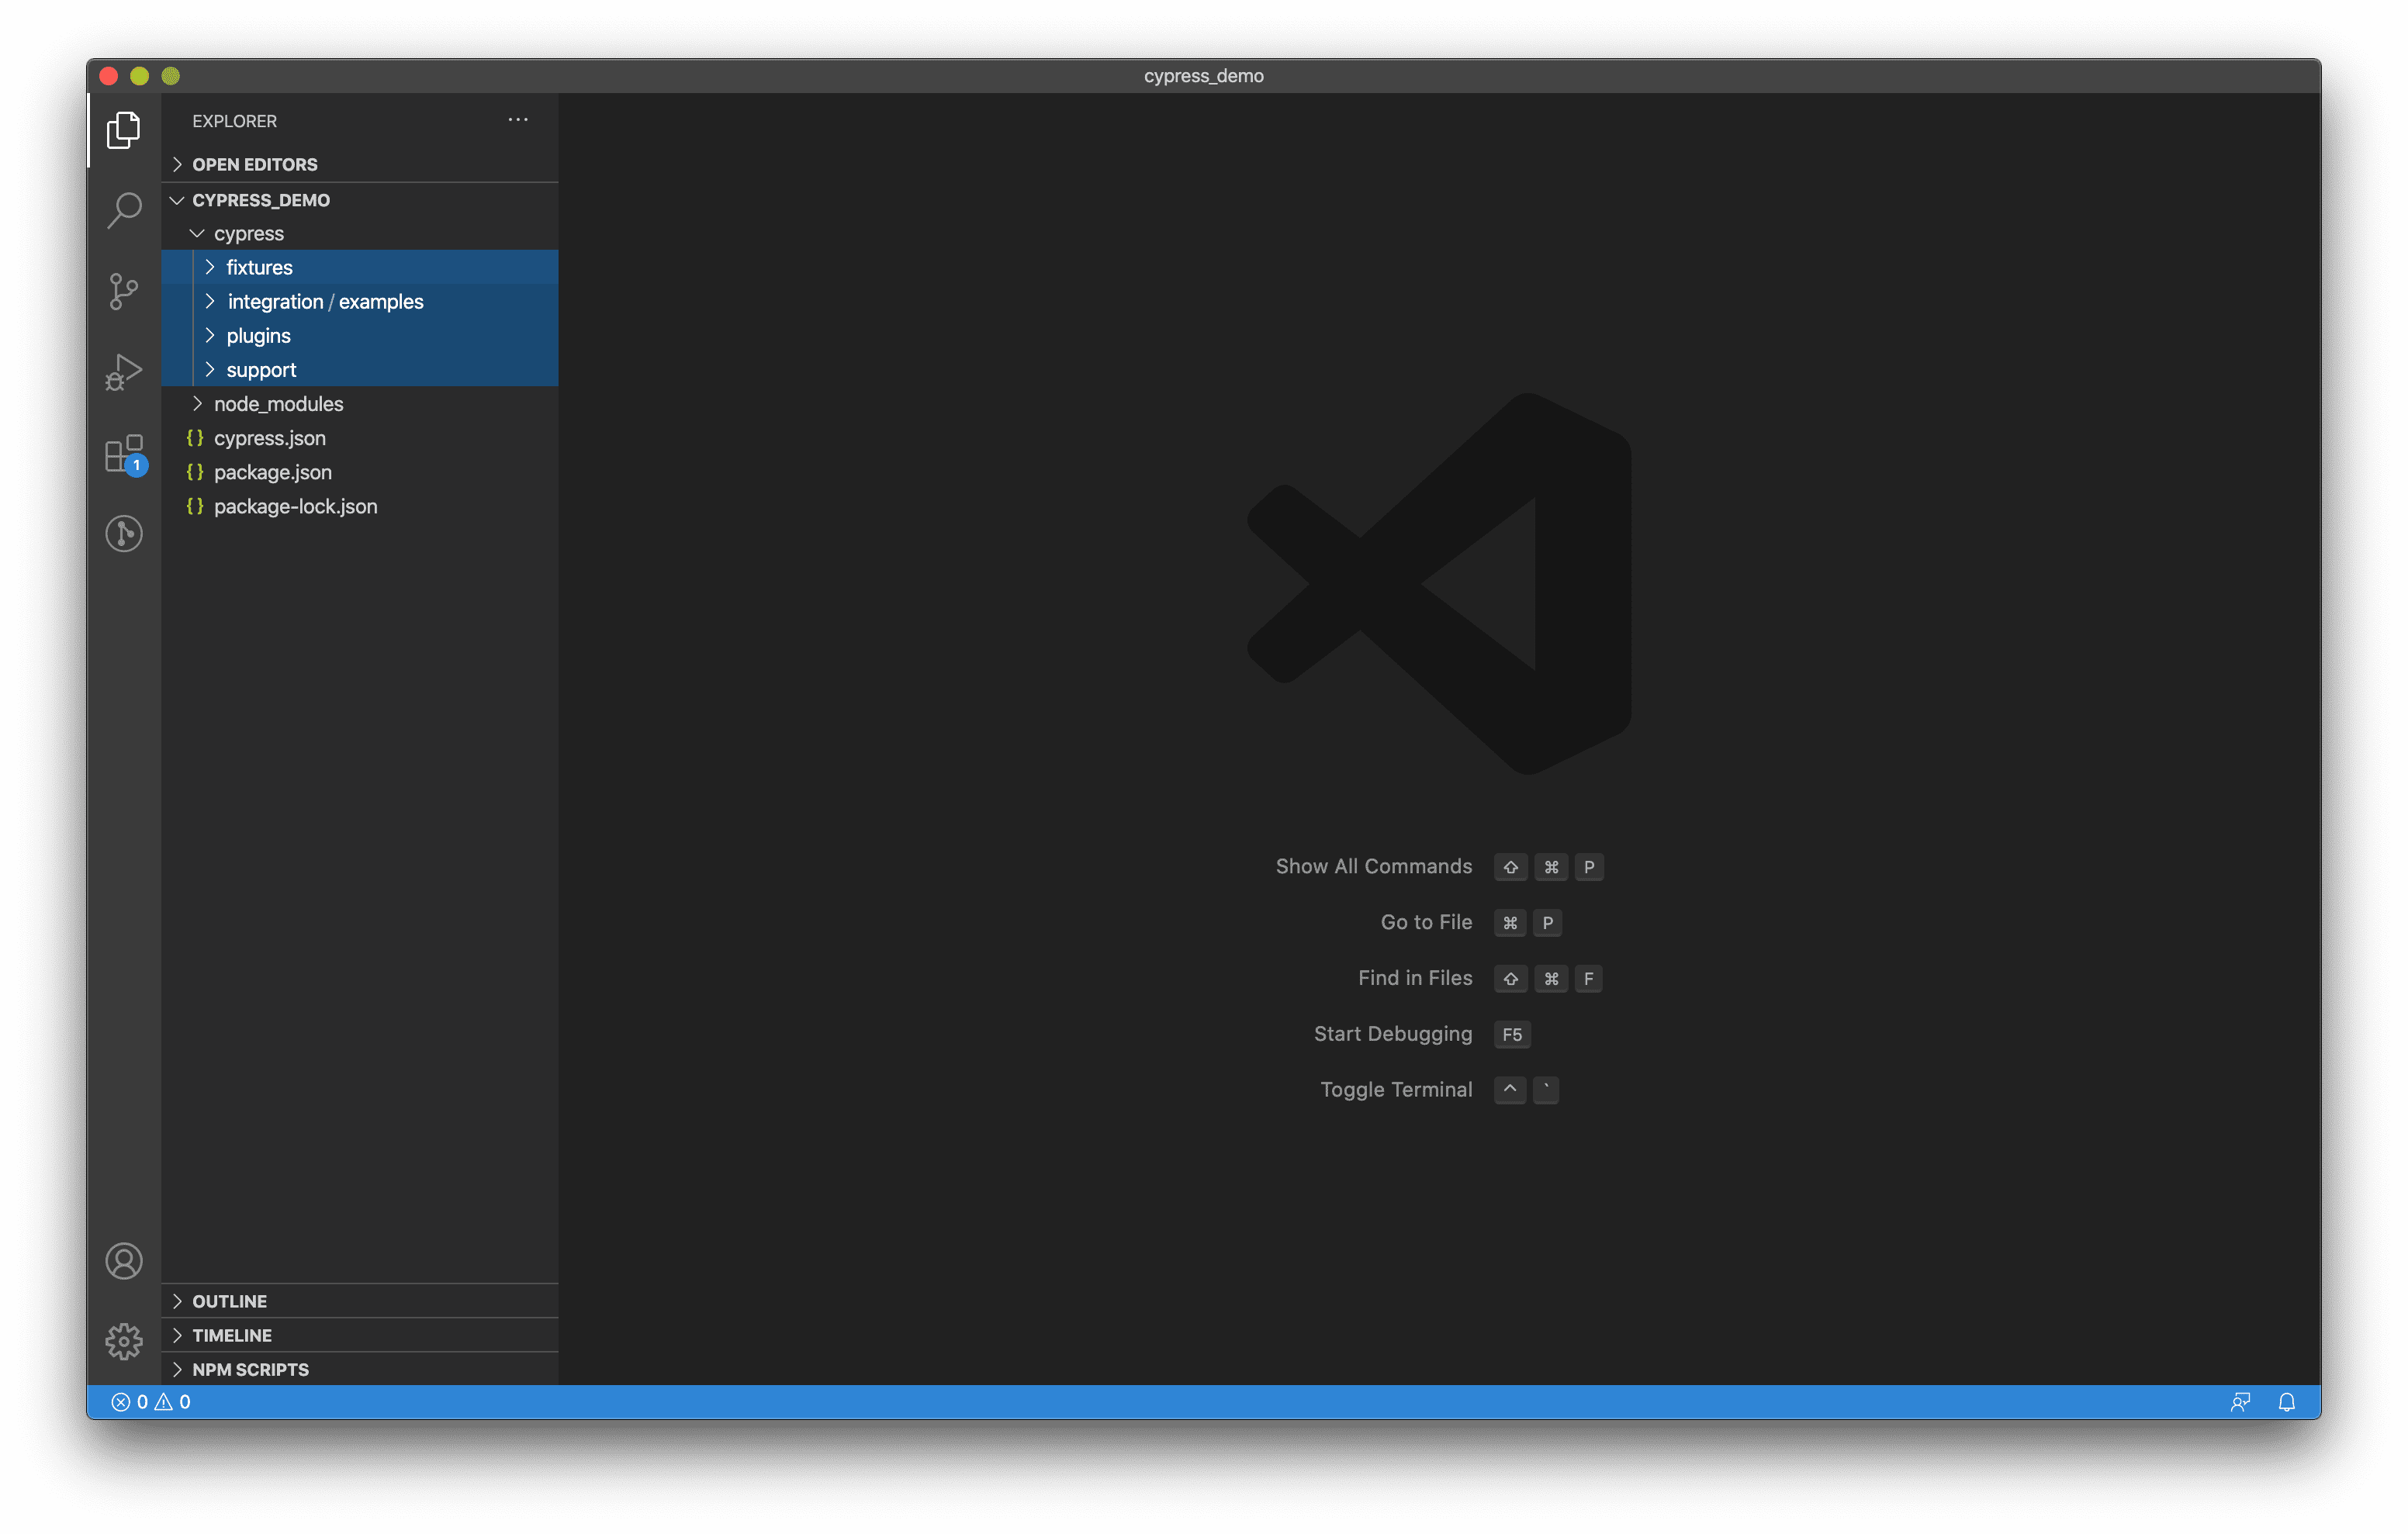 cypress_demo
EXPLORER
OPEN EDITORS
CYPRESS_DEMO
cypress
fixtures
integration / examples
plugins
support
node_modules
{} cypress.json
{} package.json
{} package-lock.json
1
Show All Commands ⇧ ⌘ P
Go to File ⌘ P
Find in Files ⇧ ⌘ F
Start Debugging F5
Toggle Terminal ^ `
OUTLINE
TIMELINE
NPM SCRIPTS
0 0